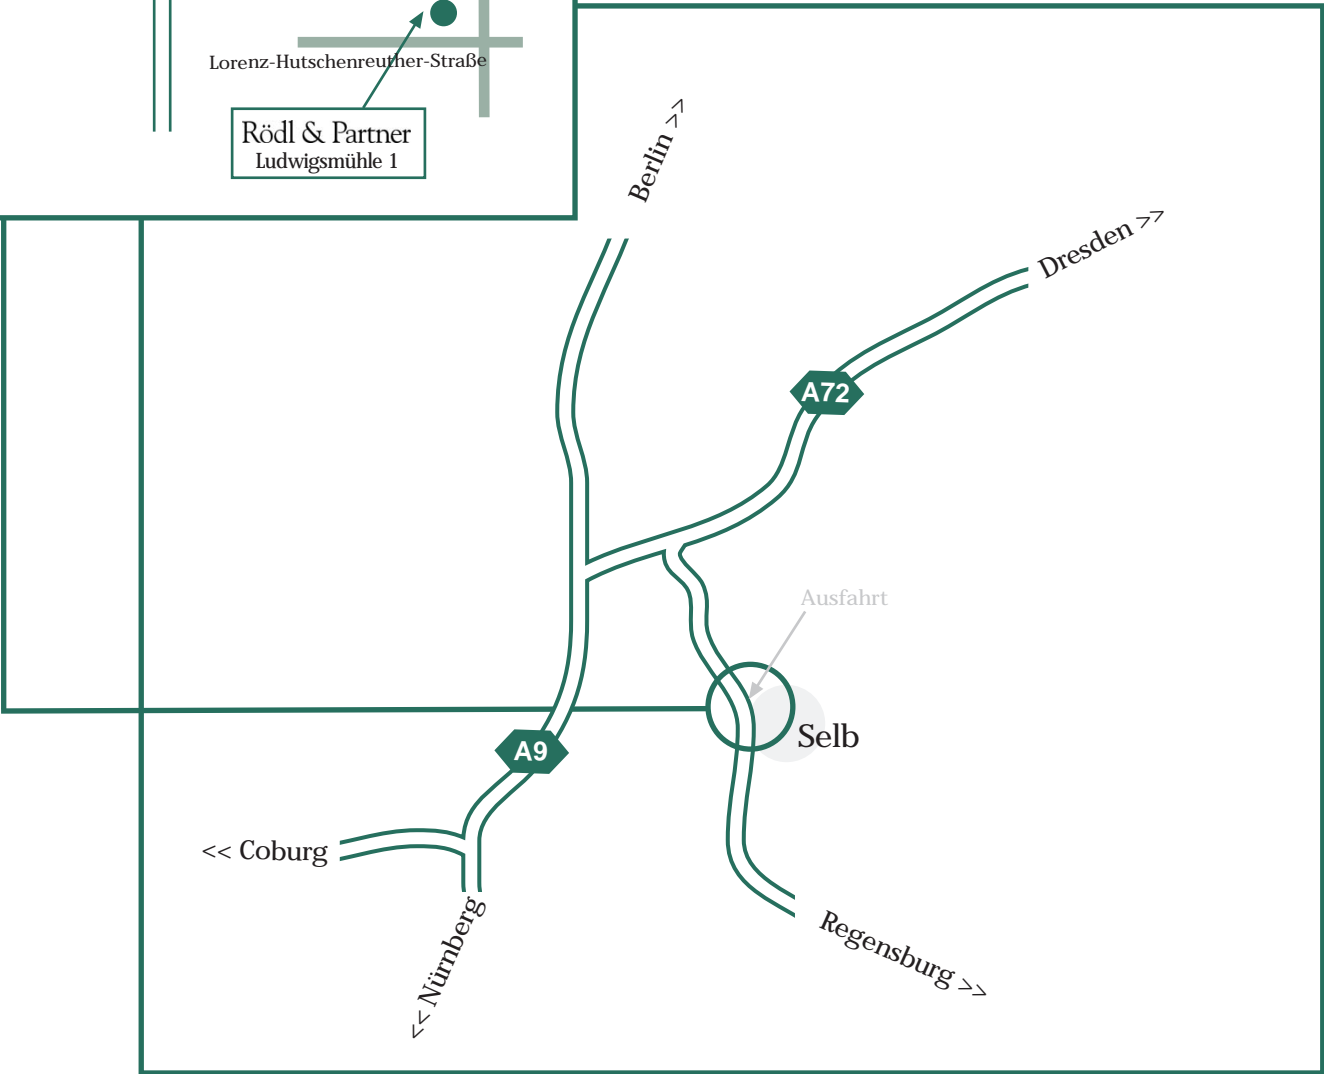 Lorenz-Hutschenreuther-Straße
Rödl & Partner
Ludwigsmühle 1
Berlin >>
Dresden >>
A72
Ausfahrt
Selb
A9
<< Coburg
<< Nürnberg
Regensburg >>